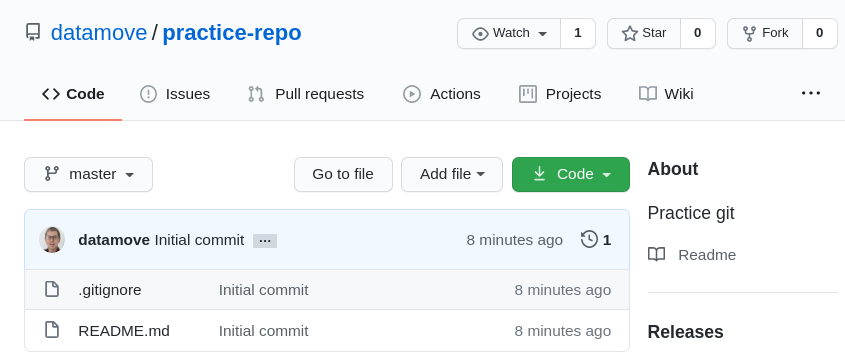 datamove / practice-repo Watch 1 Star 0 Fork 0
Code Issues Pull requests Actions Projects Wiki ...
master Go to file Add file Code
About
datamove Initial commit ... 8 minutes ago 1
Practice git
Readme
.gitignore Initial commit 8 minutes ago
README.md Initial commit 8 minutes ago
Releases